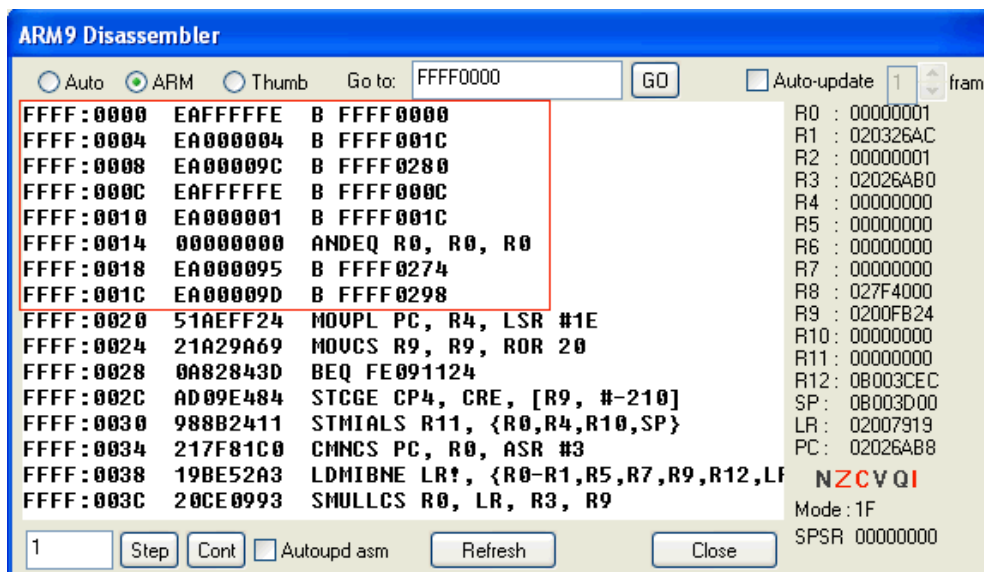 ARM9 Disassembler
Auto ARM Thumb Go to: FFFF0000 GO Auto-update 1 fram
FFFF:0000 EAFFFFFE B FFFF0000
FFFF:0004 EA000004 B FFFF001C
FFFF:0008 EA00009C B FFFF0280
FFFF:000C EAFFFFFE B FFFF000C
FFFF:0010 EA000001 B FFFF001C
FFFF:0014 00000000 ANDEQ R0, R0, R0
FFFF:0018 EA000095 B FFFF0274
FFFF:001C EA00009D B FFFF0298
FFFF:0020 51AEFF24 MOVPL PC, R4, LSR #1E
FFFF:0024 21A29A69 MOVCS R9, R9, ROR 20
FFFF:0028 0A82843D BEQ FE091124
FFFF:002C AD09E484 STCGE CP4, CRE, [R9, #-210]
FFFF:0030 988B2411 STMIALS R11, {R0,R4,R10,SP}
FFFF:0034 217F81C0 CMNCS PC, R0, ASR #3
FFFF:0038 19BE52A3 LDMIBNE LR!, {R0-R1,R5,R7,R9,R12,LR
FFFF:003C 20CE0993 SMULLCS R0, LR, R3, R9
R0 : 00000001
R1 : 020326AC
R2 : 00000001
R3 : 02026AB0
R4 : 00000000
R5 : 00000000
R6 : 00000000
R7 : 00000000
R8 : 027F4000
R9 : 0200FB24
R10: 00000000
R11: 00000000
R12: 0B003CEC
SP: 0B003D00
LR: 02007919
PC: 02026AB8
NZCVQI
Mode : 1F
SPSR 00000000
1 Step Cont Autoupd asm Refresh Close